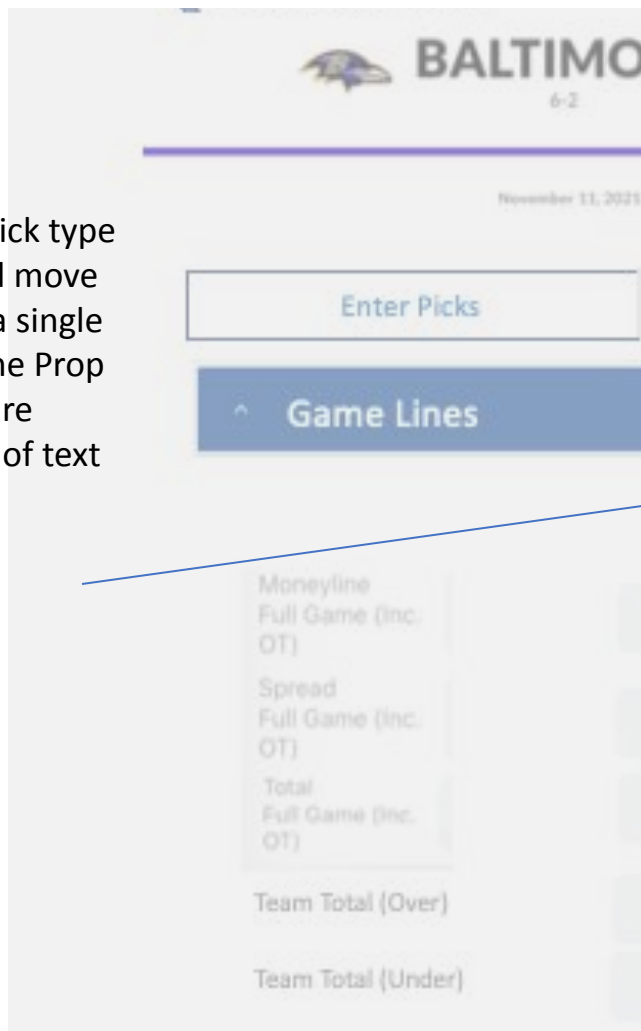 BALTIMO
6-2
November 11, 2021
ick type
move
a single
he Prop
re
of text
Enter Picks
^ Game Lines
Moneyline
Full Game (Inc.
OT)
Spread
Full Game (Inc.
OT)
Total
Full Game (Inc.
OT)
Team Total (Over)
Team Total (Under)